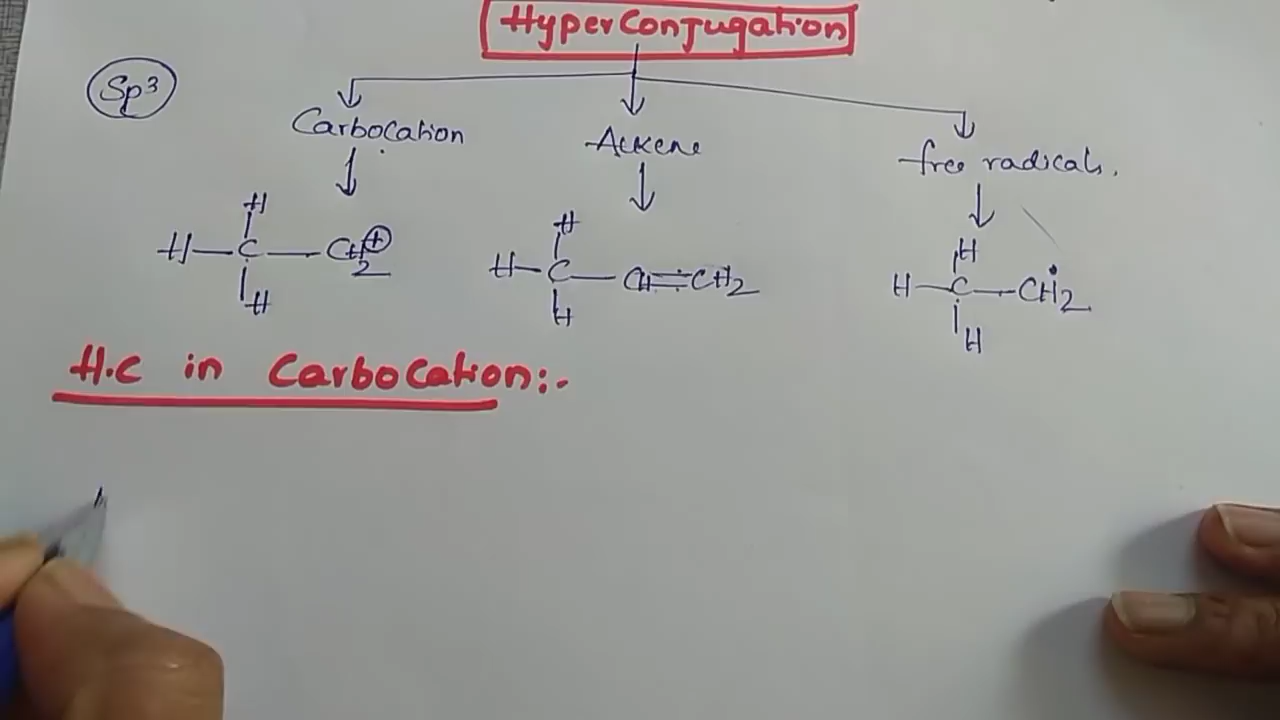 HyperConjugation
Sp³
Carbocation
Alkene
free radicals.
H
H—C—CH₂⊕
H
H
H—C—CH=CH₂
H
H
H—C—CH₂•
H
H.C in Carbocation:-